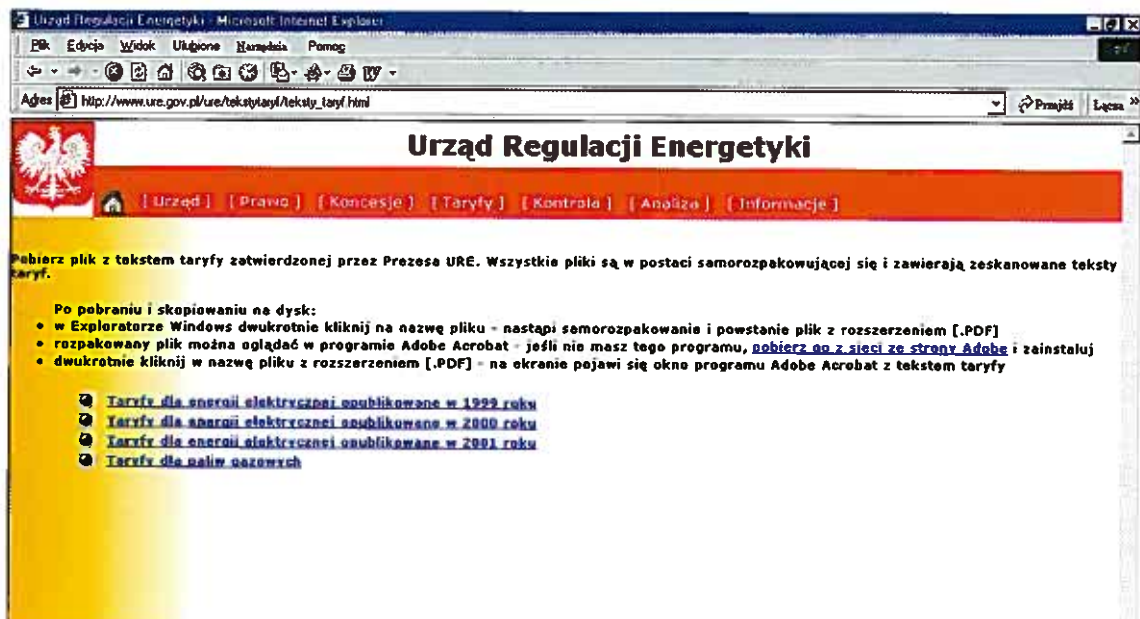 Urząd Regulacji Energetyki - Microsoft Internet Explorer
Plik Edycja Widok Ulubione Narzędzia Pomoc
Adres http://www.ure.gov.pl/ure/tekstytaryf/teksty_taryf.html Przejdź Łącza »
Urząd Regulacji Energetyki
[ Urząd ] [ Prawo ] [ Koncesje ] [ Taryfy ] [ Kontrola ] [ Analiza ] [ Informacje ]
Pobierz plik z tekstem taryfy zatwierdzonej przez Prezesa URE. Wszystkie pliki są w postaci samorozpakowującej się i zawierają zeskanowane teksty
taryf.
Po pobraniu i skopiowaniu na dysk:
• w Exploratorze Windows dwukrotnie kliknij na nazwę pliku - nastąpi samorozpakowanie i powstanie plik z rozszerzeniem [.PDF]
• rozpakowany plik można oglądać w programie Adobe Acrobat - jeśli nie masz tego programu, pobierz go z sieci ze strony Adobe i zainstaluj
• dwukrotnie kliknij w nazwę pliku z rozszerzeniem [.PDF] - na ekranie pojawi się okno programu Adobe Acrobat z tekstem taryfy
Taryfy dla energii elektrycznej opublikowane w 1999 roku
Taryfy dla energii elektrycznej opublikowane w 2000 roku
Taryfy dla energii elektrycznej opublikowane w 2001 roku
Taryfy dla paliw gazowych